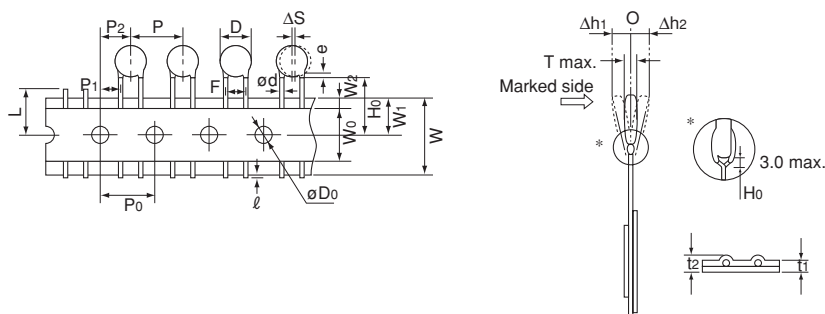 P2 P D ΔS
e
P1 F ød W2
L
H0 W1 W
W0
P0 ℓ øD0
Δh1 O Δh2
T max.
Marked side
* *
3.0 max.
H0
t2 t1